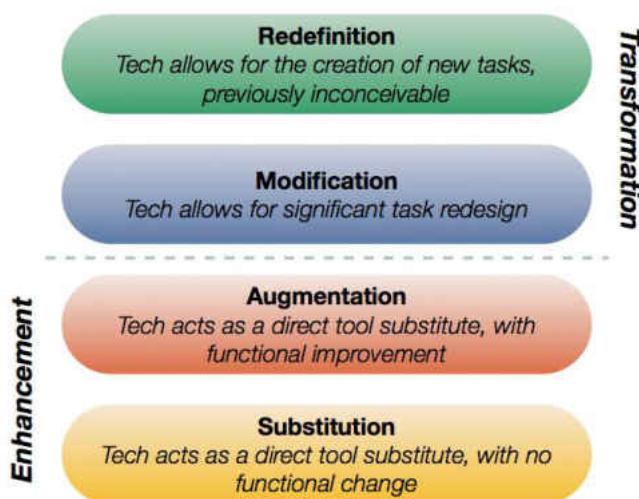 Redefinition
Tech allows for the creation of new tasks,
previously inconceivable
Modification
Tech allows for significant task redesign
Transformation
Augmentation
Tech acts as a direct tool substitute, with
functional improvement
Substitution
Tech acts as a direct tool substitute, with no
functional change
Enhancement